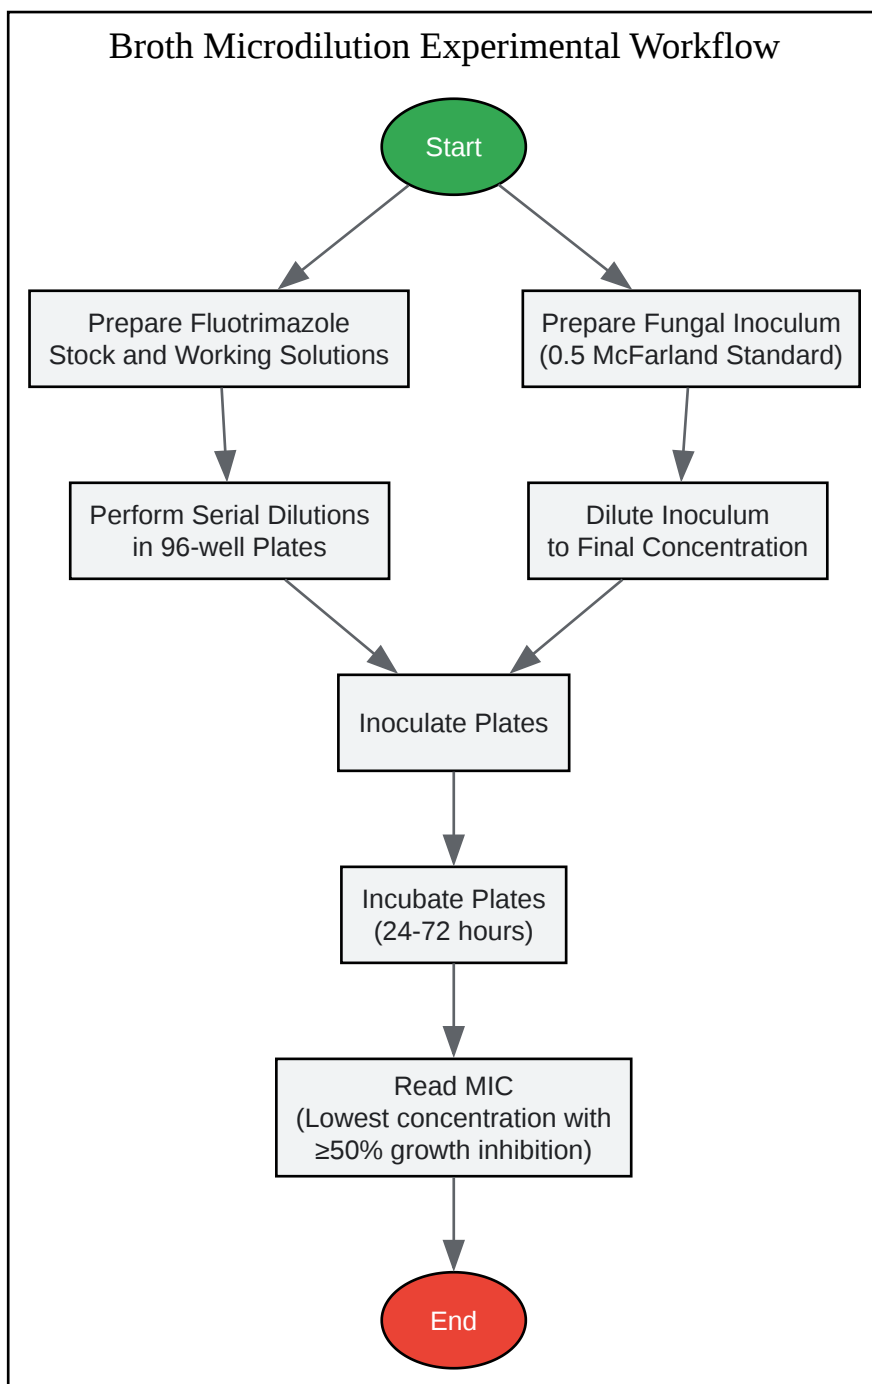 Broth Microdilution Experimental Workflow
Start
Prepare Fluotrimazole
Stock and Working Solutions
Prepare Fungal Inoculum
(0.5 McFarland Standard)
Perform Serial Dilutions
in 96-well Plates
Dilute Inoculum
to Final Concentration
Inoculate Plates
Incubate Plates
(24-72 hours)
Read MIC
(Lowest concentration with
≥50% growth inhibition)
End